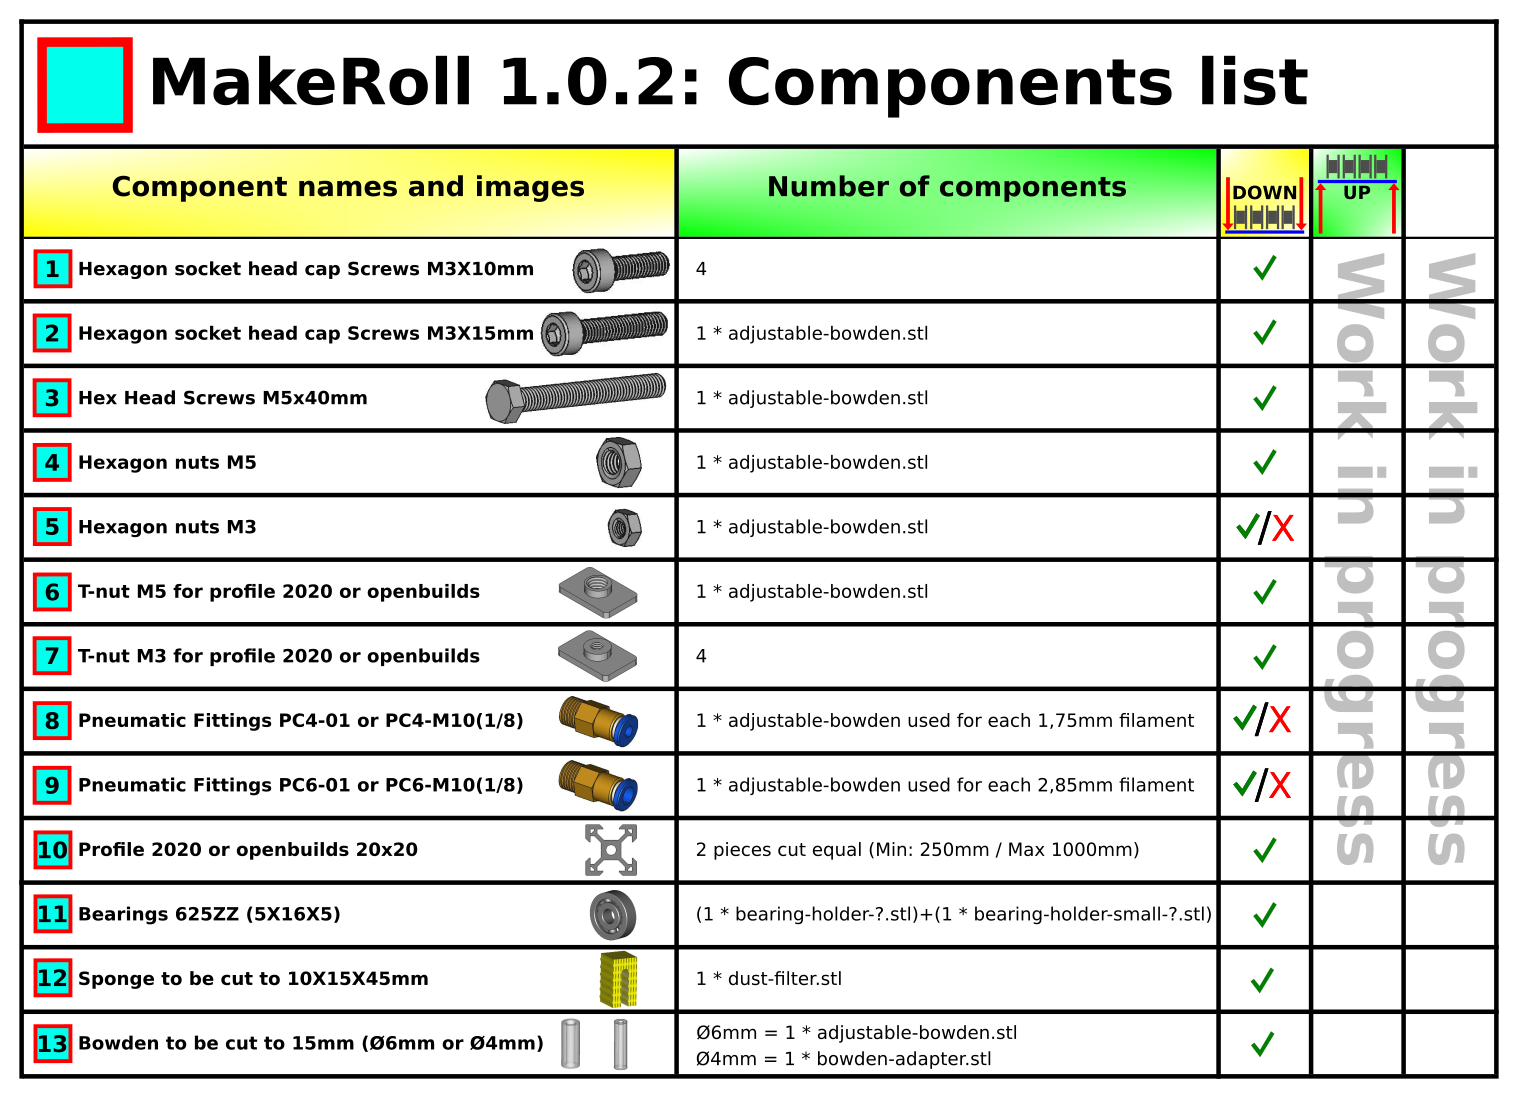 MakeRoll 1.0.2: Components list
Component names and images
Number of components
DOWN
UP
1 Hexagon socket head cap Screws M3X10mm
4
2 Hexagon socket head cap Screws M3X15mm
1 * adjustable-bowden.stl
3 Hex Head Screws M5x40mm
1 * adjustable-bowden.stl
4 Hexagon nuts M5
1 * adjustable-bowden.stl
5 Hexagon nuts M3
1 * adjustable-bowden.stl
✓/X
6 T-nut M5 for profile 2020 or openbuilds
1 * adjustable-bowden.stl
7 T-nut M3 for profile 2020 or openbuilds
4
8 Pneumatic Fittings PC4-01 or PC4-M10(1/8)
1 * adjustable-bowden used for each 1,75mm filament
✓/X
9 Pneumatic Fittings PC6-01 or PC6-M10(1/8)
1 * adjustable-bowden used for each 2,85mm filament
✓/X
10 Profile 2020 or openbuilds 20x20
2 pieces cut equal (Min: 250mm / Max 1000mm)
11 Bearings 625ZZ (5X16X5)
(1 * bearing-holder-?.stl)+(1 * bearing-holder-small-?.stl)
12 Sponge to be cut to 10X15X45mm
1 * dust-filter.stl
13 Bowden to be cut to 15mm (Ø6mm or Ø4mm)
Ø6mm = 1 * adjustable-bowden.stl
Ø4mm = 1 * bowden-adapter.stl
Work in progress
Work in progress